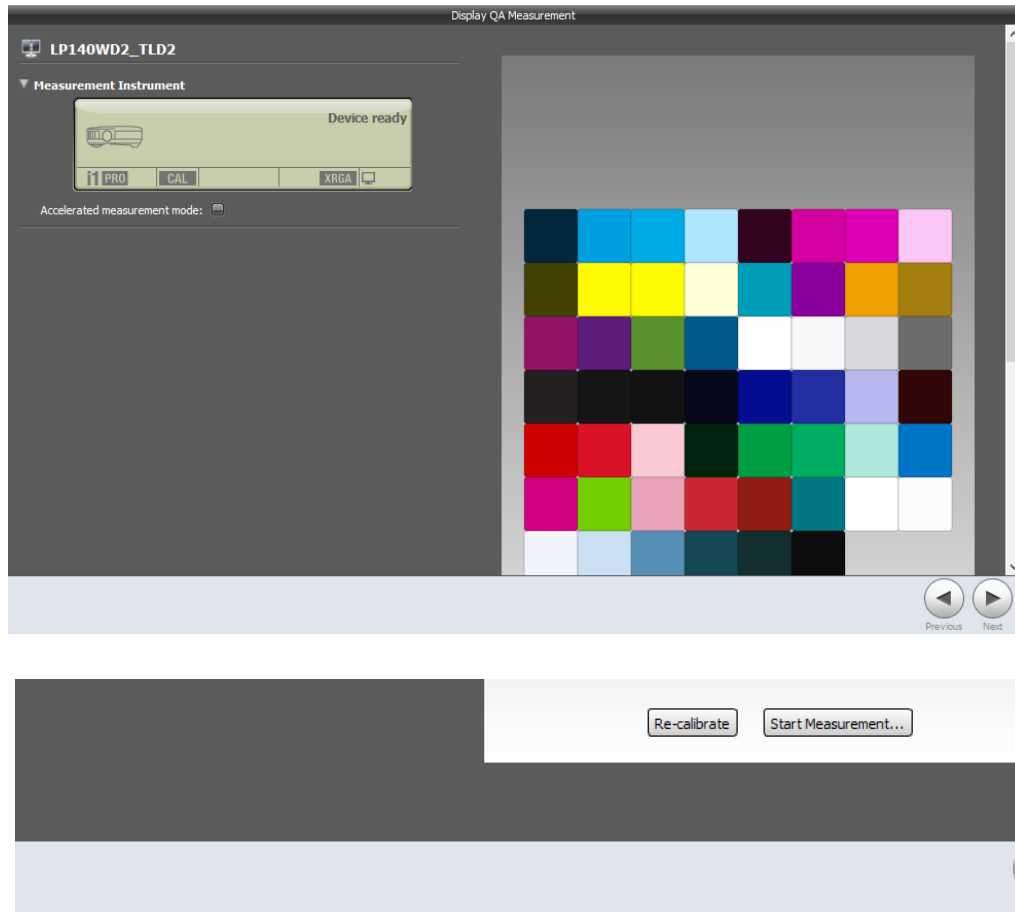 Display QA Measurement
LP140WD2_TLD2
Measurement Instrument
Device ready
i1 PRO CAL XRGA
Accelerated measurement mode:
Previous Next
Re-calibrate Start Measurement...